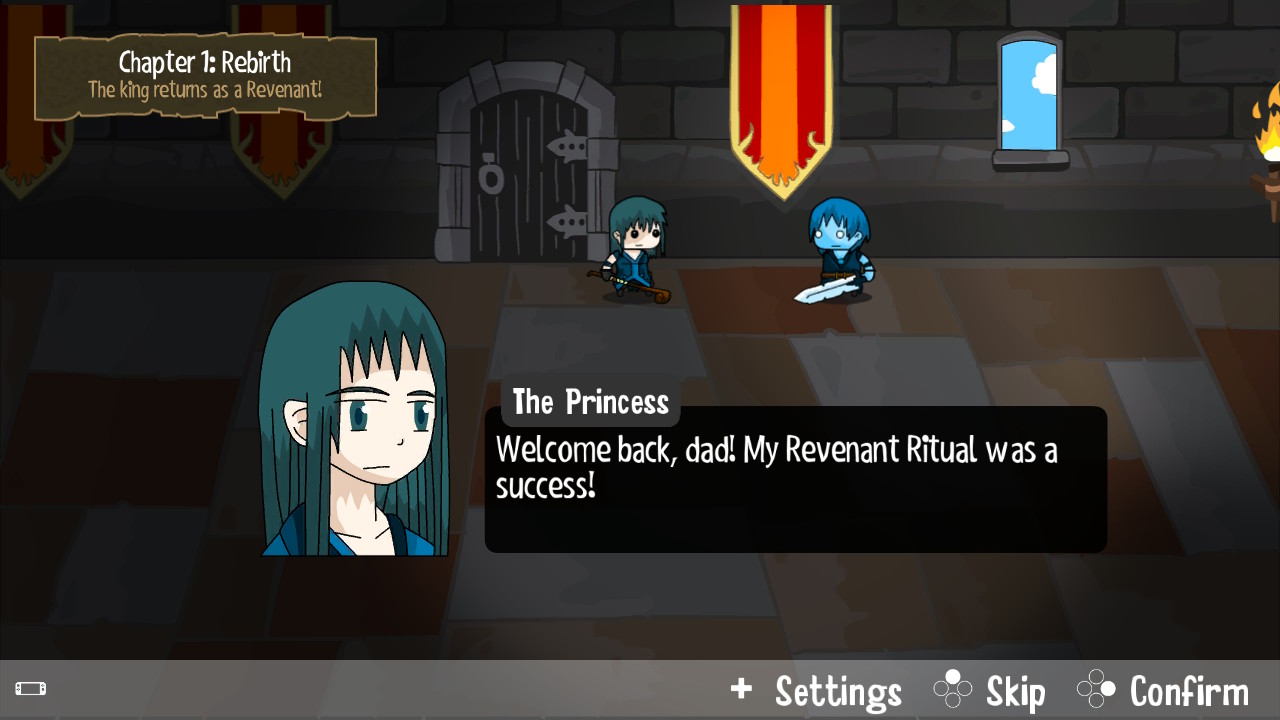 Chapter 1: Rebirth
The king returns as a Revenant!
The Princess
Welcome back, dad! My Revenant Ritual was a
success!
+ Settings Skip Confirm